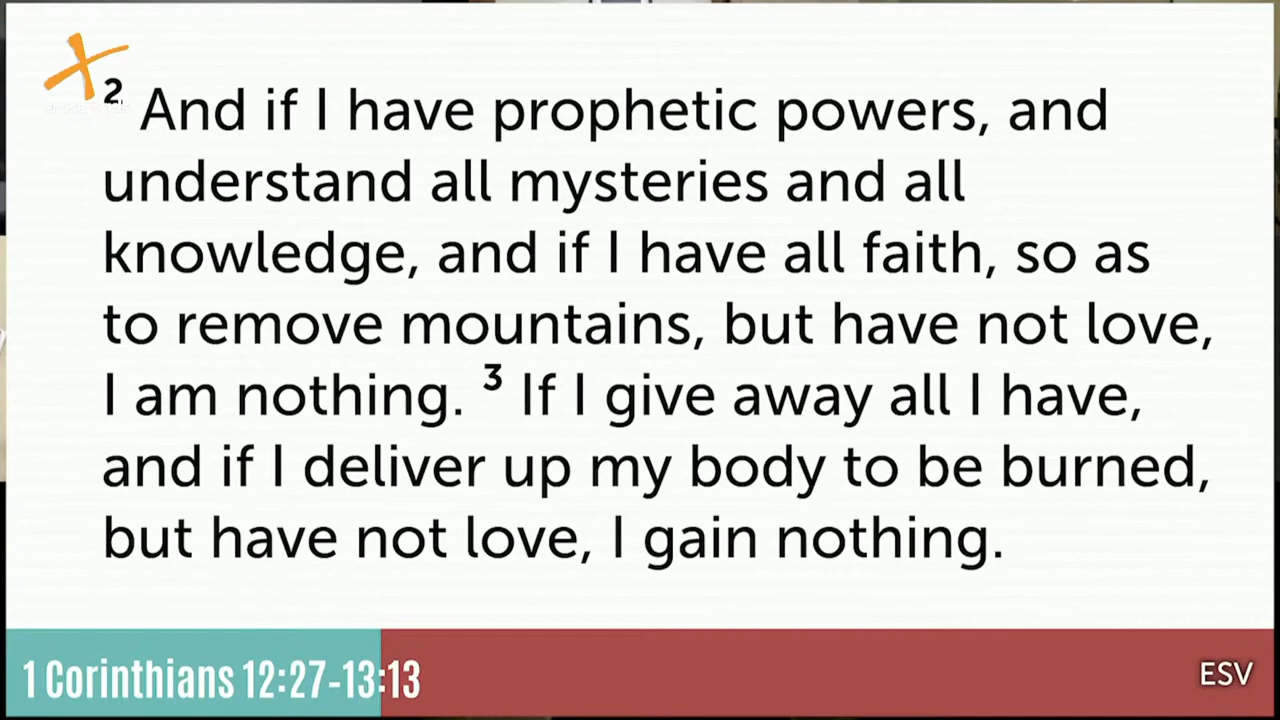 2 And if I have prophetic powers, and
understand all mysteries and all
knowledge, and if I have all faith, so as
to remove mountains, but have not love,
I am nothing. 3 If I give away all I have,
and if I deliver up my body to be burned,
but have not love, I gain nothing.
1 Corinthians 12:27-13:13
ESV